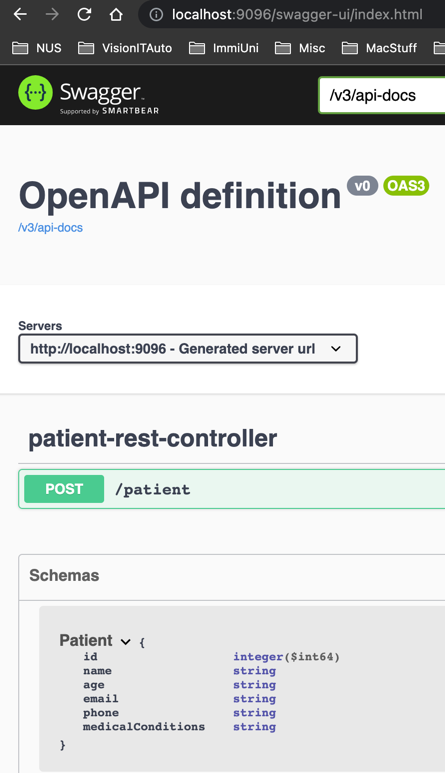 localhost:9096/swagger-ui/index.html
NUS VisionITAuto ImmiUni Misc MacStuff
Swagger
Supported by SMARTBEAR
/v3/api-docs
OpenAPI definition v0 OAS3
/v3/api-docs
Servers
http://localhost:9096 - Generated server url
patient-rest-controller
POST /patient
Schemas
Patient {
id integer($int64)
name string
age string
email string
phone string
medicalConditions string
}